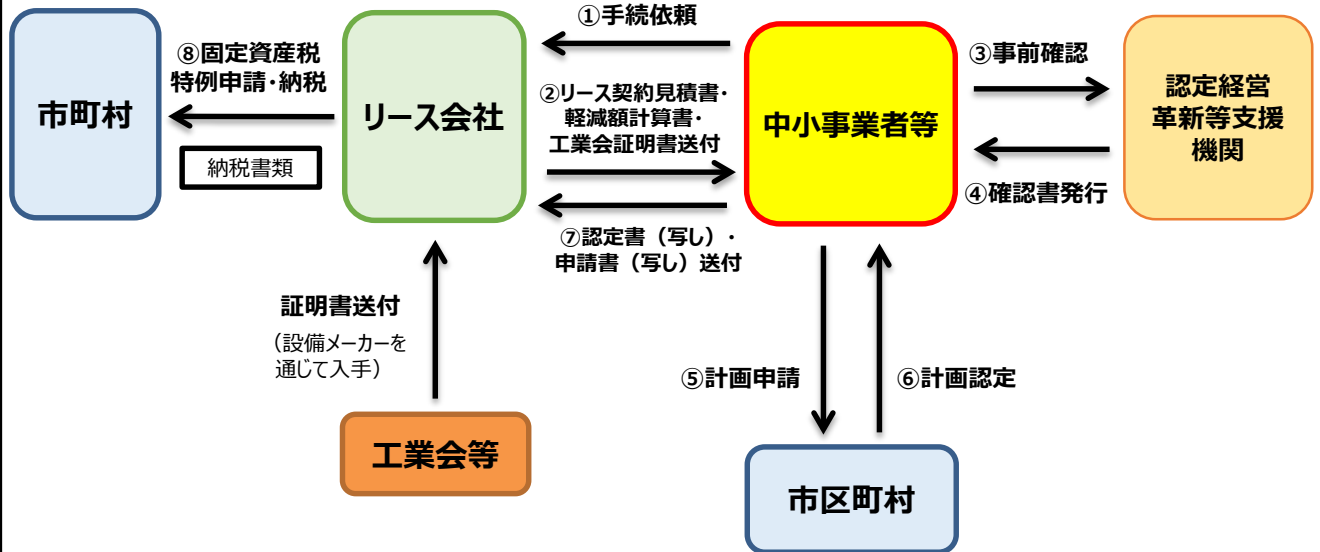 ①手続依頼
市町村
⑧固定資産税
特例申請・納税
納税書類
リース会社
②リース契約見積書・
軽減額計算書・
工業会証明書送付
中小事業者等
③事前確認
認定経営
革新等支援
機関
④確認書発行
⑦認定書（写し）・
申請書（写し）送付
証明書送付
（設備メーカーを
通じて入手）
⑤計画申請
⑥計画認定
工業会等
市区町村